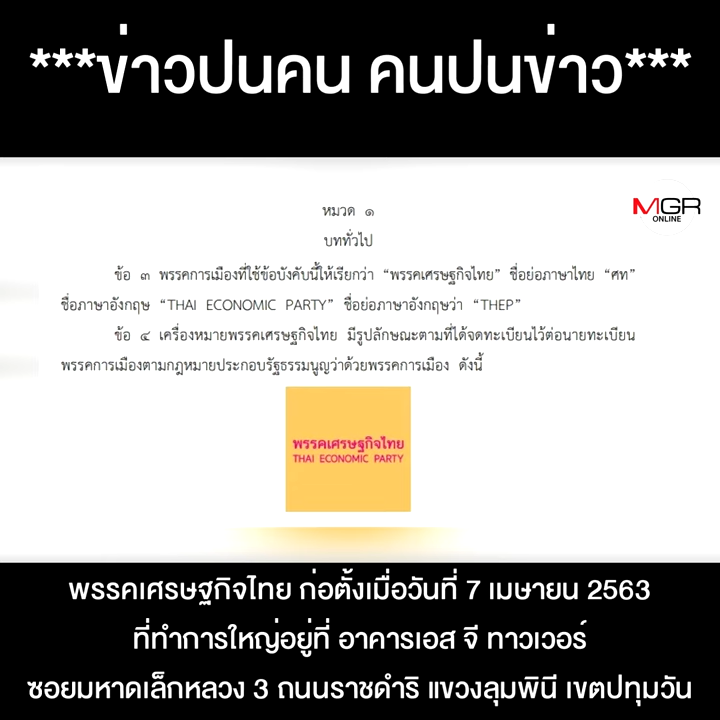 ***ข่าวปนคน คนปนข่าว***
MGR
ONLINE
หมวด ๑
บททั่วไป
ข้อ ๓ พรรคการเมืองที่ใช้ข้อบังคับนี้ให้เรียกว่า “พรรคเศรษฐกิจไทย” ชื่อย่อภาษาไทย “ศท”
ชื่อภาษาอังกฤษ “THAI ECONOMIC PARTY” ชื่อย่อภาษาอังกฤษว่า “THEP”
ข้อ ๔ เครื่องหมายพรรคเศรษฐกิจไทย มีรูปลักษณะตามที่ได้จดทะเบียนไว้ต่อนายทะเบียน
พรรคการเมืองตามกฎหมายประกอบรัฐธรรมนูญว่าด้วยพรรคการเมือง ดังนี้
พรรคเศรษฐกิจไทย
THAI ECONOMIC PARTY
พรรคเศรษฐกิจไทย ก่อตั้งเมื่อวันที่ 7 เมษายน 2563
ที่ทำการใหญ่อยู่ที่ อาคารเอส จี ทาวเวอร์
ซอยมหาดเล็กหลวง 3 ถนนราชดำริ แขวงลุมพินี เขตปทุมวัน